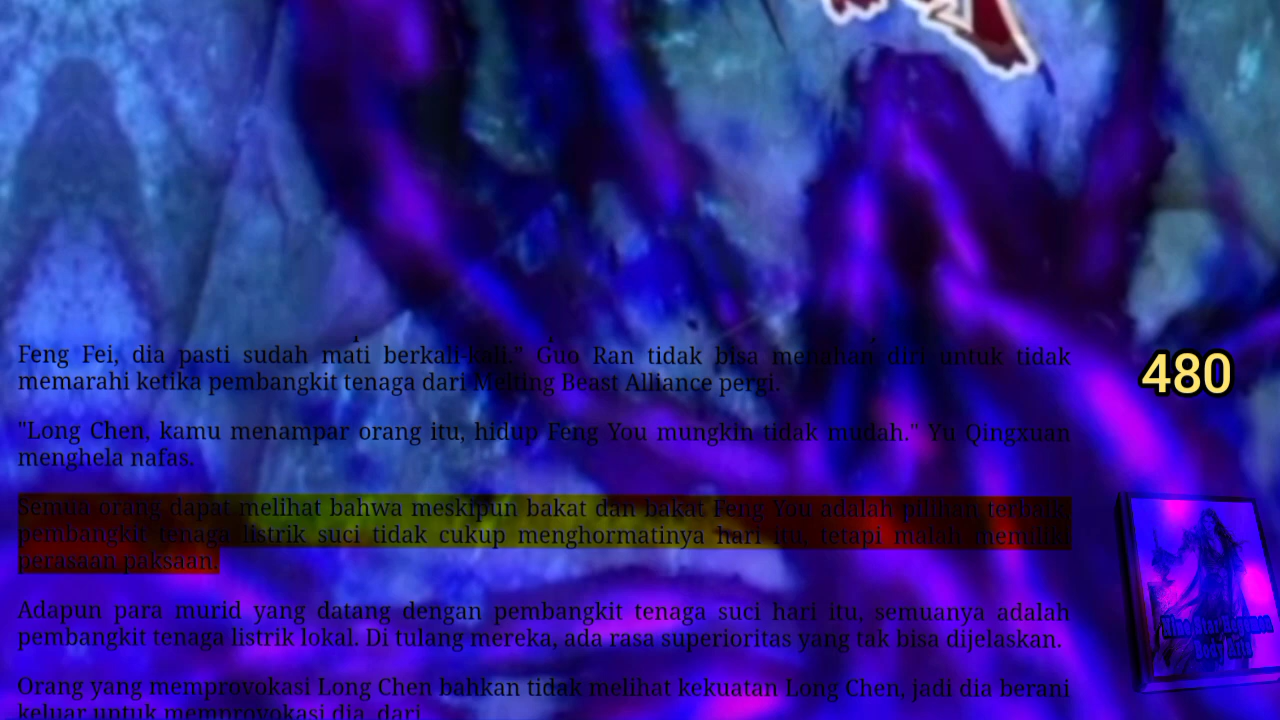 Feng Fei, dia pasti sudah mati berkali-kali." Guo Ran tidak bisa menahan diri untuk tidak
memarahi ketika pembangkit tenaga dari Melting Beast Alliance pergi.
480
"Long Chen, kamu menampar orang itu, hidup Feng You mungkin tidak mudah." Yu Qingxuan
menghela nafas.
Semua orang dapat melihat bahwa meskipun bakat dan bakat Feng You adalah pilihan terbaik,
pembangkit tenaga listrik suci tidak cukup menghormatinya hari itu, tetapi malah memiliki
perasaan paksaan.
Adapun para murid yang datang dengan pembangkit tenaga suci hari itu, semuanya adalah
pembangkit tenaga listrik lokal. Di tulang mereka, ada rasa superioritas yang tak bisa dijelaskan.
Nine Star Hegemon
Body Arts
Orang yang memprovokasi Long Chen bahkan tidak melihat kekuatan Long Chen, jadi dia berani
keluar untuk memprovokasi dia. dari